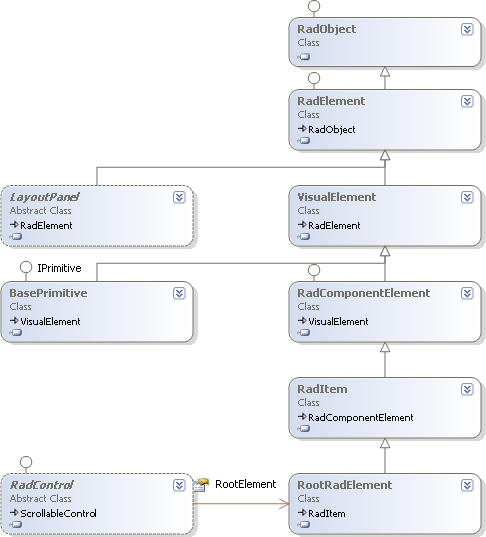 RadObject
Class
RadElement
Class
RadObject
LayoutPanel
Abstract Class
RadElement
VisualElement
Class
RadElement
IPrimitive
BasePrimitive
Class
VisualElement
RadComponentElement
Class
VisualElement
RadItem
Class
RadComponentElement
RadControl
Abstract Class
ScrollableControl
RootElement
RootRadElement
Class
RadItem